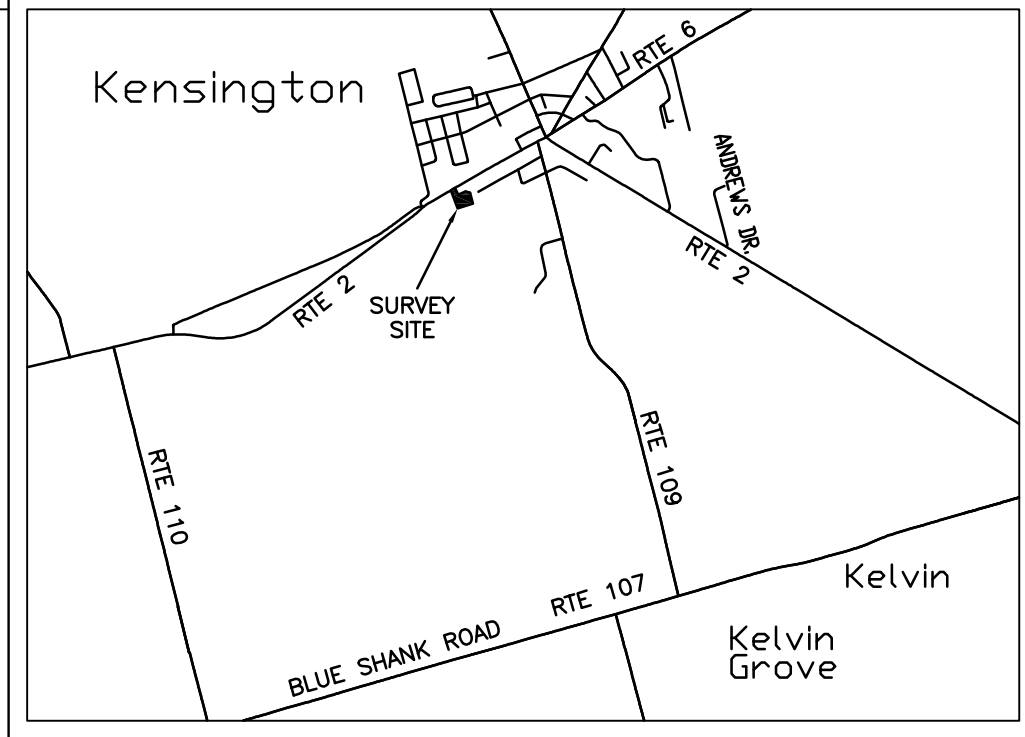 Kensington
RTE 6
ANDREWS DR.
RTE 2
RTE 2
SURVEY
SITE
RTE 110
RTE 109
BLUE SHANK ROAD RTE 107
Kelvin
Kelvin
Grove